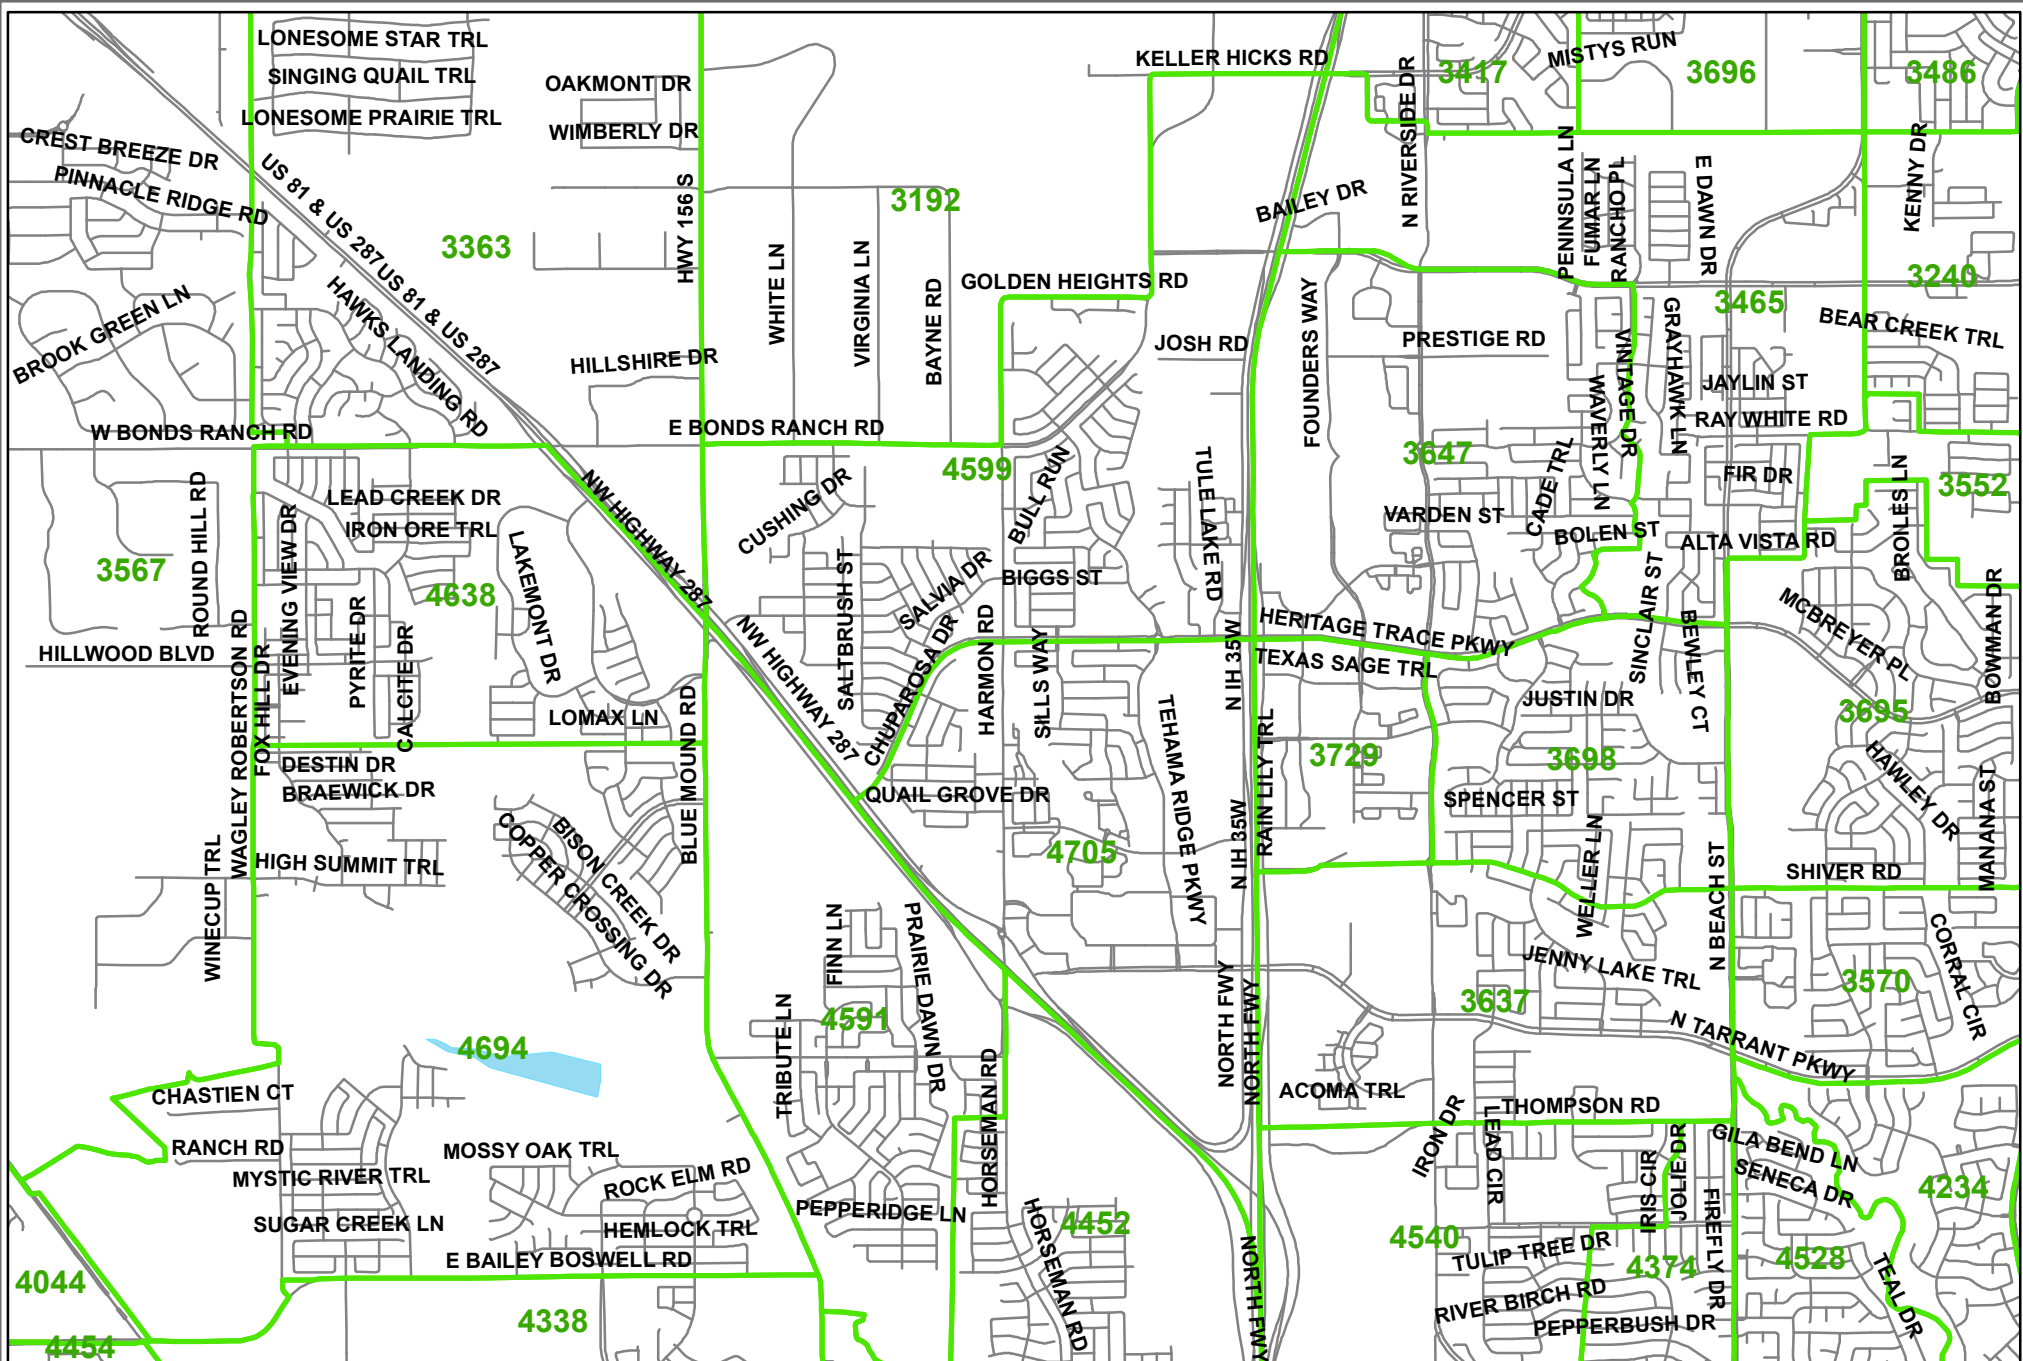 LONESOME STAR TRL
SINGING QUAIL TRL
LONESOME PRAIRIE TRL
OAKMONT DR
WIMBERLY DR
KELLER HICKS RD
N RIVERSIDE DR
3417
MISTYS RUN
3696
3486
CREST BREEZE DR
PINNACLE RIDGE RD
US 81 & US 287
US 81 & US 287
3363
HWY 156 S
3192
BAILEY DR
PENINSULA LN
FUMAR LN
RANCHO PL
E DAWN DR
KENNY DR
3240
3465
BROOK GREEN LN
HAWKS LANDING RD
HILLSHIRE DR
WHITE LN
VIRGINIA LN
BAYNE RD
GOLDEN HEIGHTS RD
JOSH RD
FOUNDERS WAY
PRESTIGE RD
VINTAGE DR
WAVERLY LN
GRAYHAWK LN
BEAR CREEK TRL
JAYLIN ST
RAY WHITE RD
W BONDS RANCH RD
E BONDS RANCH RD
4599
3647
CADE TRL
FIR DR
3552
ROUND HILL RD
LEAD CREEK DR
IRON ORE TRL
NW HIGHWAY 287
CUSHING DR
BULL RUN
TULE LAKE RD
VARDEN ST
BOLEN ST
ALTA VISTA RD
BROILES LN
3567
EVENING VIEW DR
4638
LAKEMONT DR
SALTBRUSH ST
SALVIA DR
BIGGS ST
SINCLAIR ST
BEWLEY CT
MCBREYER PL
BOWMAN DR
HILLWOOD BLVD
WAGLEY ROBERTSON RD
FOX HILL DR
PYRITE DR
CALCITE DR
LOMAX LN
BLUE MOUND RD
NW HIGHWAY 287
CHUPAROSA DR
HARMON RD
SILLS WAY
N IH 35W
HERITAGE TRACE PKWY
TEXAS SAGE TRL
JUSTIN DR
3695
DESTIN DR
BRAEWICK DR
QUAIL GROVE DR
TEHAMA RIDGE PKWY
RAIN LILY TRL
3729
3698
SPENCER ST
HAWLEY DR
MANANA ST
WINECUP TRL
HIGH SUMMIT TRL
BISON CREEK DR
COPPER CROSSING DR
4705
N IH 35W
WELLER LN
N BEACH ST
SHIVER RD
FINN LN
PRAIRIE DAWN DR
JENNY LAKE TRL
3570
CORRAL CIR
4591
TRIBUTE LN
NORTH FWY
NORTH FWY
3637
N TARRANT PKWY
4694
CHASTIEN CT
HORSEMAN RD
ACOMA TRL
THOMPSON RD
RANCH RD
MYSTIC RIVER TRL
MOSSY OAK TRL
ROCK ELM RD
IRON DR
LEAD CIR
IRIS CIR
JOLIE DR
GILA BEND LN
SENECA DR
4234
SUGAR CREEK LN
HEMLOCK TRL
PEPPERIDGE LN
4452
HORSEMAN RD
4540
FIREFLY DR
E BAILEY BOSWELL RD
NORTH FWY
TULIP TREE DR
4374
4528
4044
RIVER BIRCH RD
TEAL DR
4338
PEPPERBUSH DR
4454